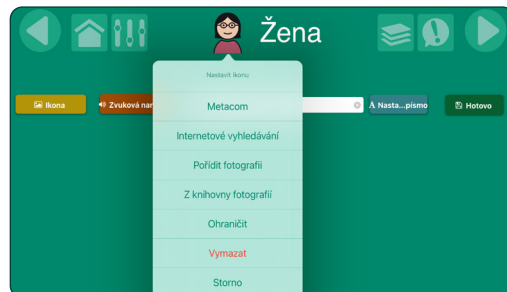 Žena
Nastavit ikonu
Ikona
Zvuková nar
A Nasta...písmo
Hotovo
Metacom
Internetové vyhledávání
Pořídit fotografii
Z knihovny fotografií
Ohraničit
Vymazat
Storno